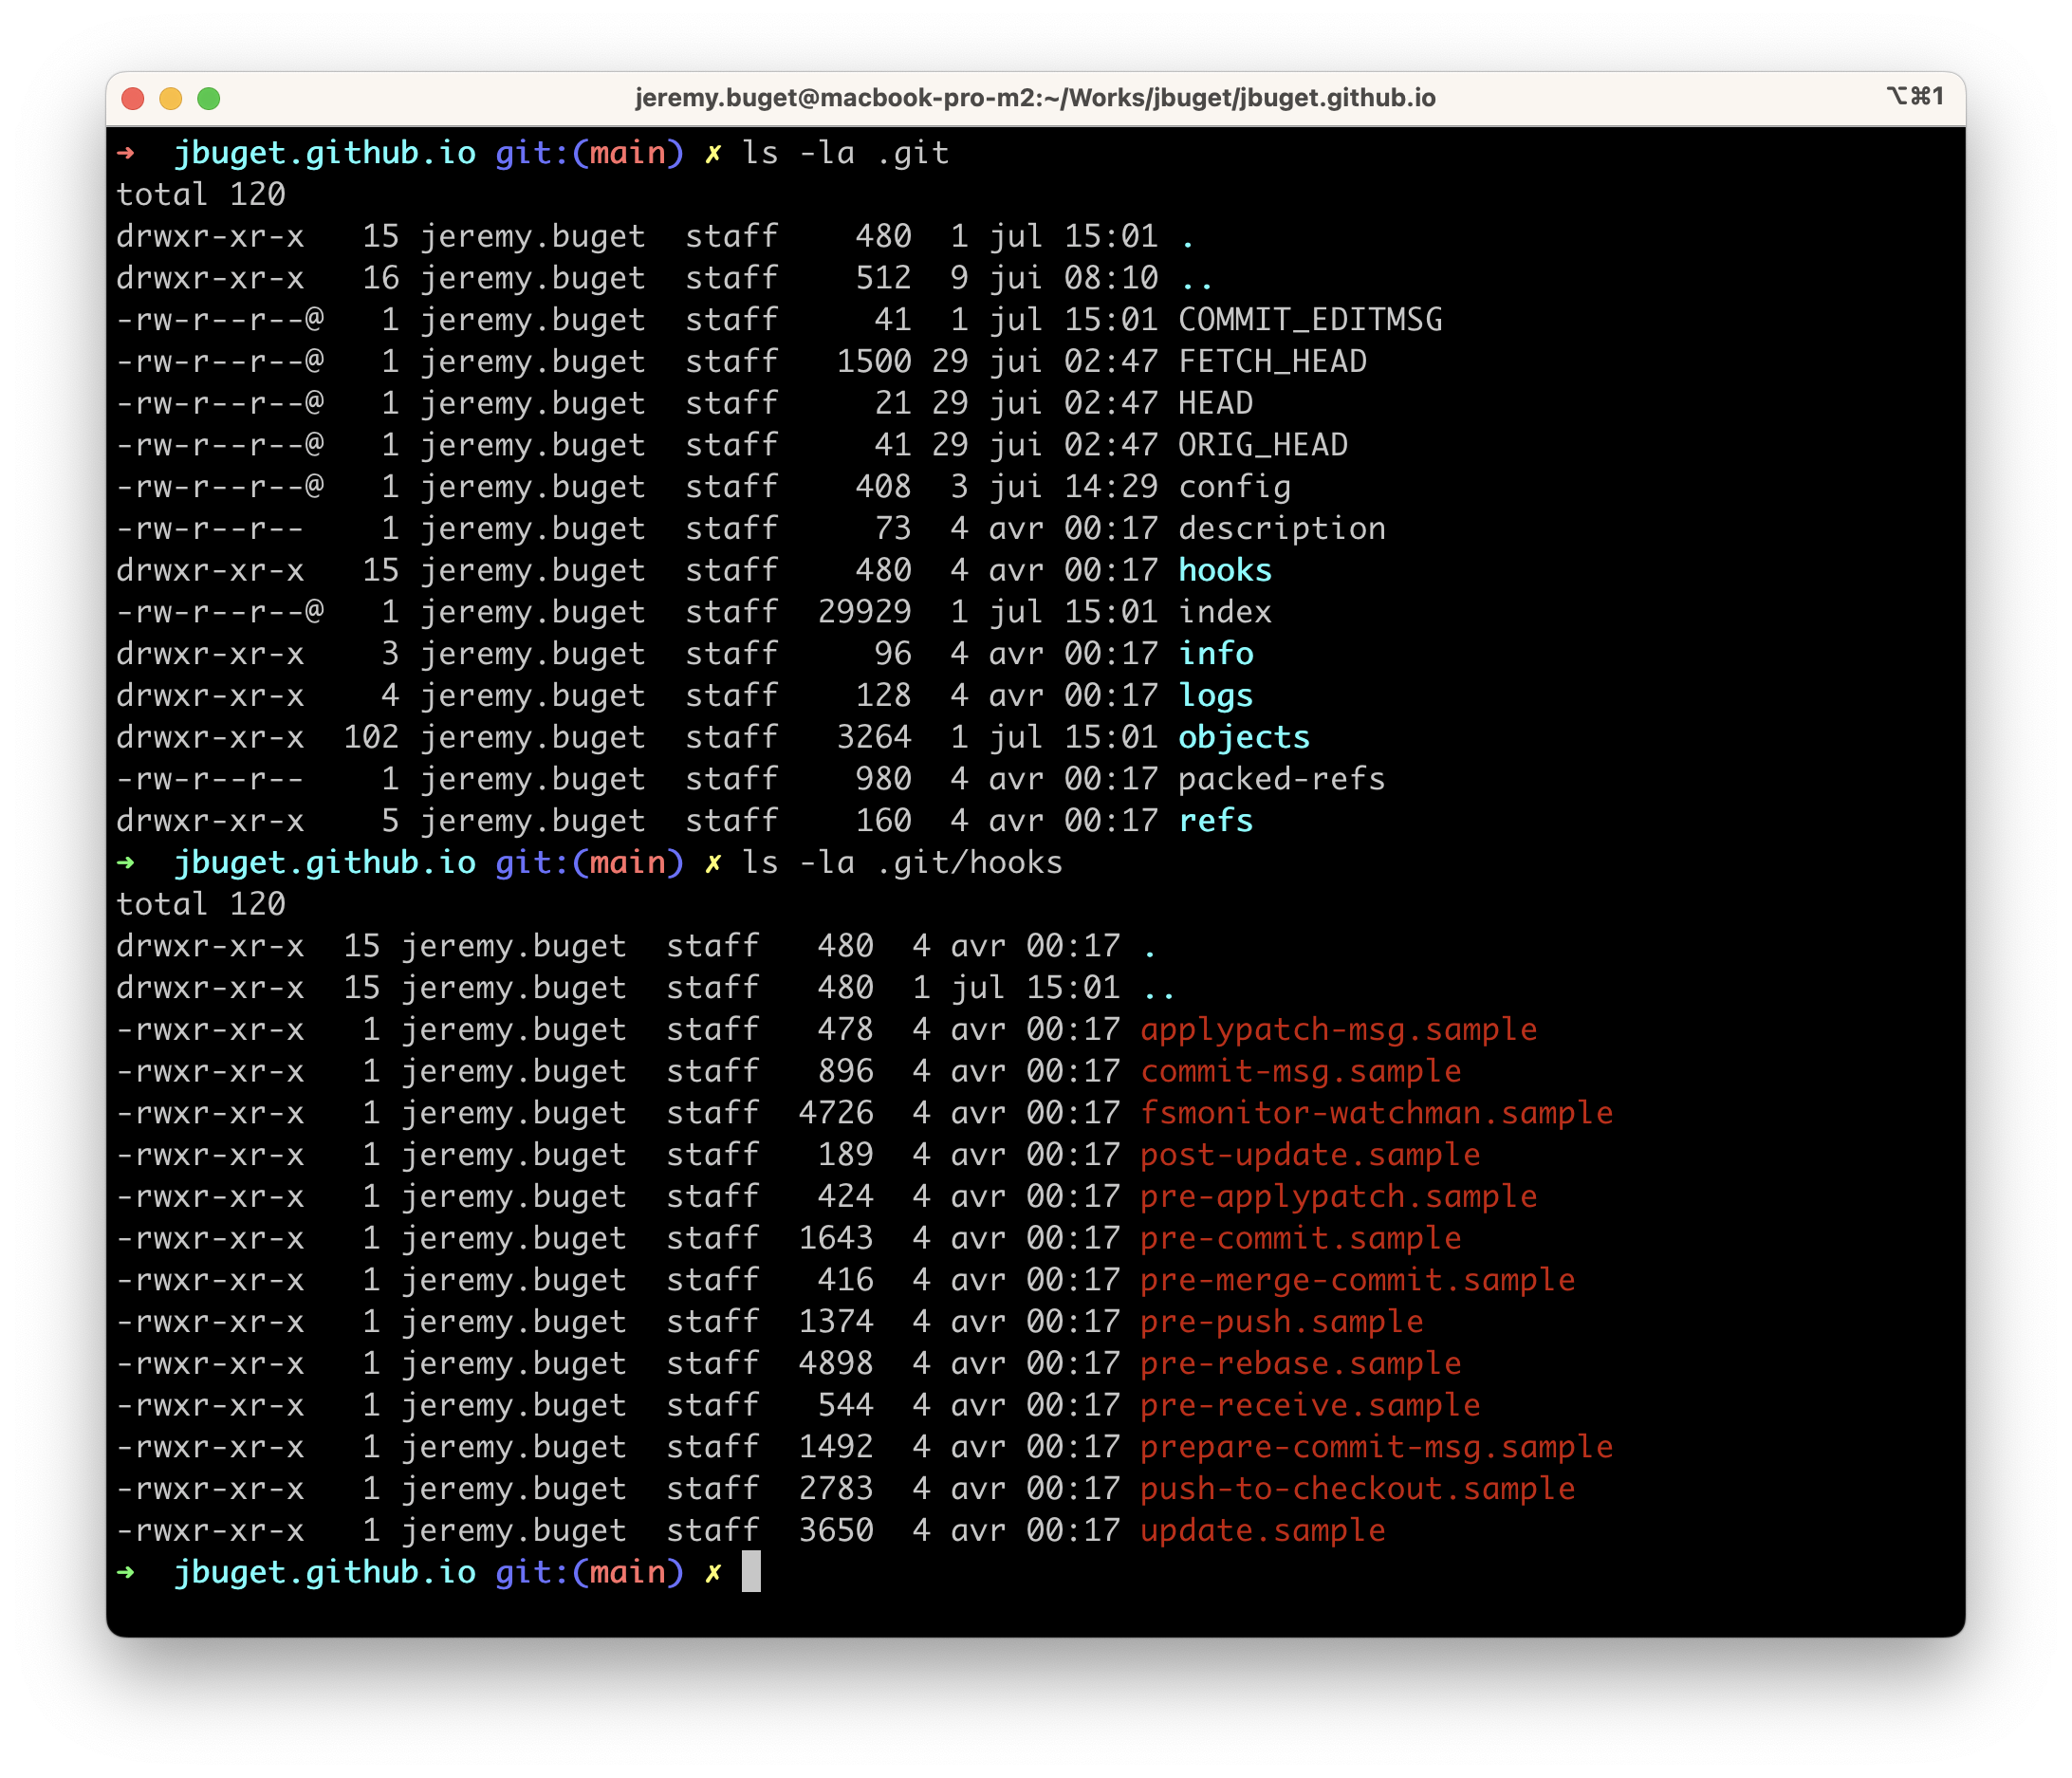 jeremy.buget@macbook-pro-m2:~/Works/jbuget/jbuget.github.io ⌥⌘1
➜  jbuget.github.io git:(main) ✗ ls -la .git
total 120
drwxr-xr-x   15 jeremy.buget  staff    480  1 jul 15:01 .
drwxr-xr-x   16 jeremy.buget  staff    512  9 jui 08:10 ..
-rw-r--r--@   1 jeremy.buget  staff     41  1 jul 15:01 COMMIT_EDITMSG
-rw-r--r--@   1 jeremy.buget  staff   1500 29 jui 02:47 FETCH_HEAD
-rw-r--r--@   1 jeremy.buget  staff     21 29 jui 02:47 HEAD
-rw-r--r--@   1 jeremy.buget  staff     41 29 jui 02:47 ORIG_HEAD
-rw-r--r--@   1 jeremy.buget  staff    408  3 jui 14:29 config
-rw-r--r--    1 jeremy.buget  staff     73  4 avr 00:17 description
drwxr-xr-x   15 jeremy.buget  staff    480  4 avr 00:17 hooks
-rw-r--r--@   1 jeremy.buget  staff  29929  1 jul 15:01 index
drwxr-xr-x    3 jeremy.buget  staff     96  4 avr 00:17 info
drwxr-xr-x    4 jeremy.buget  staff    128  4 avr 00:17 logs
drwxr-xr-x  102 jeremy.buget  staff   3264  1 jul 15:01 objects
-rw-r--r--    1 jeremy.buget  staff    980  4 avr 00:17 packed-refs
drwxr-xr-x    5 jeremy.buget  staff    160  4 avr 00:17 refs
➜  jbuget.github.io git:(main) ✗ ls -la .git/hooks
total 120
drwxr-xr-x  15 jeremy.buget  staff   480  4 avr 00:17 .
drwxr-xr-x  15 jeremy.buget  staff   480  1 jul 15:01 ..
-rwxr-xr-x   1 jeremy.buget  staff   478  4 avr 00:17 applypatch-msg.sample
-rwxr-xr-x   1 jeremy.buget  staff   896  4 avr 00:17 commit-msg.sample
-rwxr-xr-x   1 jeremy.buget  staff  4726  4 avr 00:17 fsmonitor-watchman.sample
-rwxr-xr-x   1 jeremy.buget  staff   189  4 avr 00:17 post-update.sample
-rwxr-xr-x   1 jeremy.buget  staff   424  4 avr 00:17 pre-applypatch.sample
-rwxr-xr-x   1 jeremy.buget  staff  1643  4 avr 00:17 pre-commit.sample
-rwxr-xr-x   1 jeremy.buget  staff   416  4 avr 00:17 pre-merge-commit.sample
-rwxr-xr-x   1 jeremy.buget  staff  1374  4 avr 00:17 pre-push.sample
-rwxr-xr-x   1 jeremy.buget  staff  4898  4 avr 00:17 pre-rebase.sample
-rwxr-xr-x   1 jeremy.buget  staff   544  4 avr 00:17 pre-receive.sample
-rwxr-xr-x   1 jeremy.buget  staff  1492  4 avr 00:17 prepare-commit-msg.sample
-rwxr-xr-x   1 jeremy.buget  staff  2783  4 avr 00:17 push-to-checkout.sample
-rwxr-xr-x   1 jeremy.buget  staff  3650  4 avr 00:17 update.sample
➜  jbuget.github.io git:(main) ✗